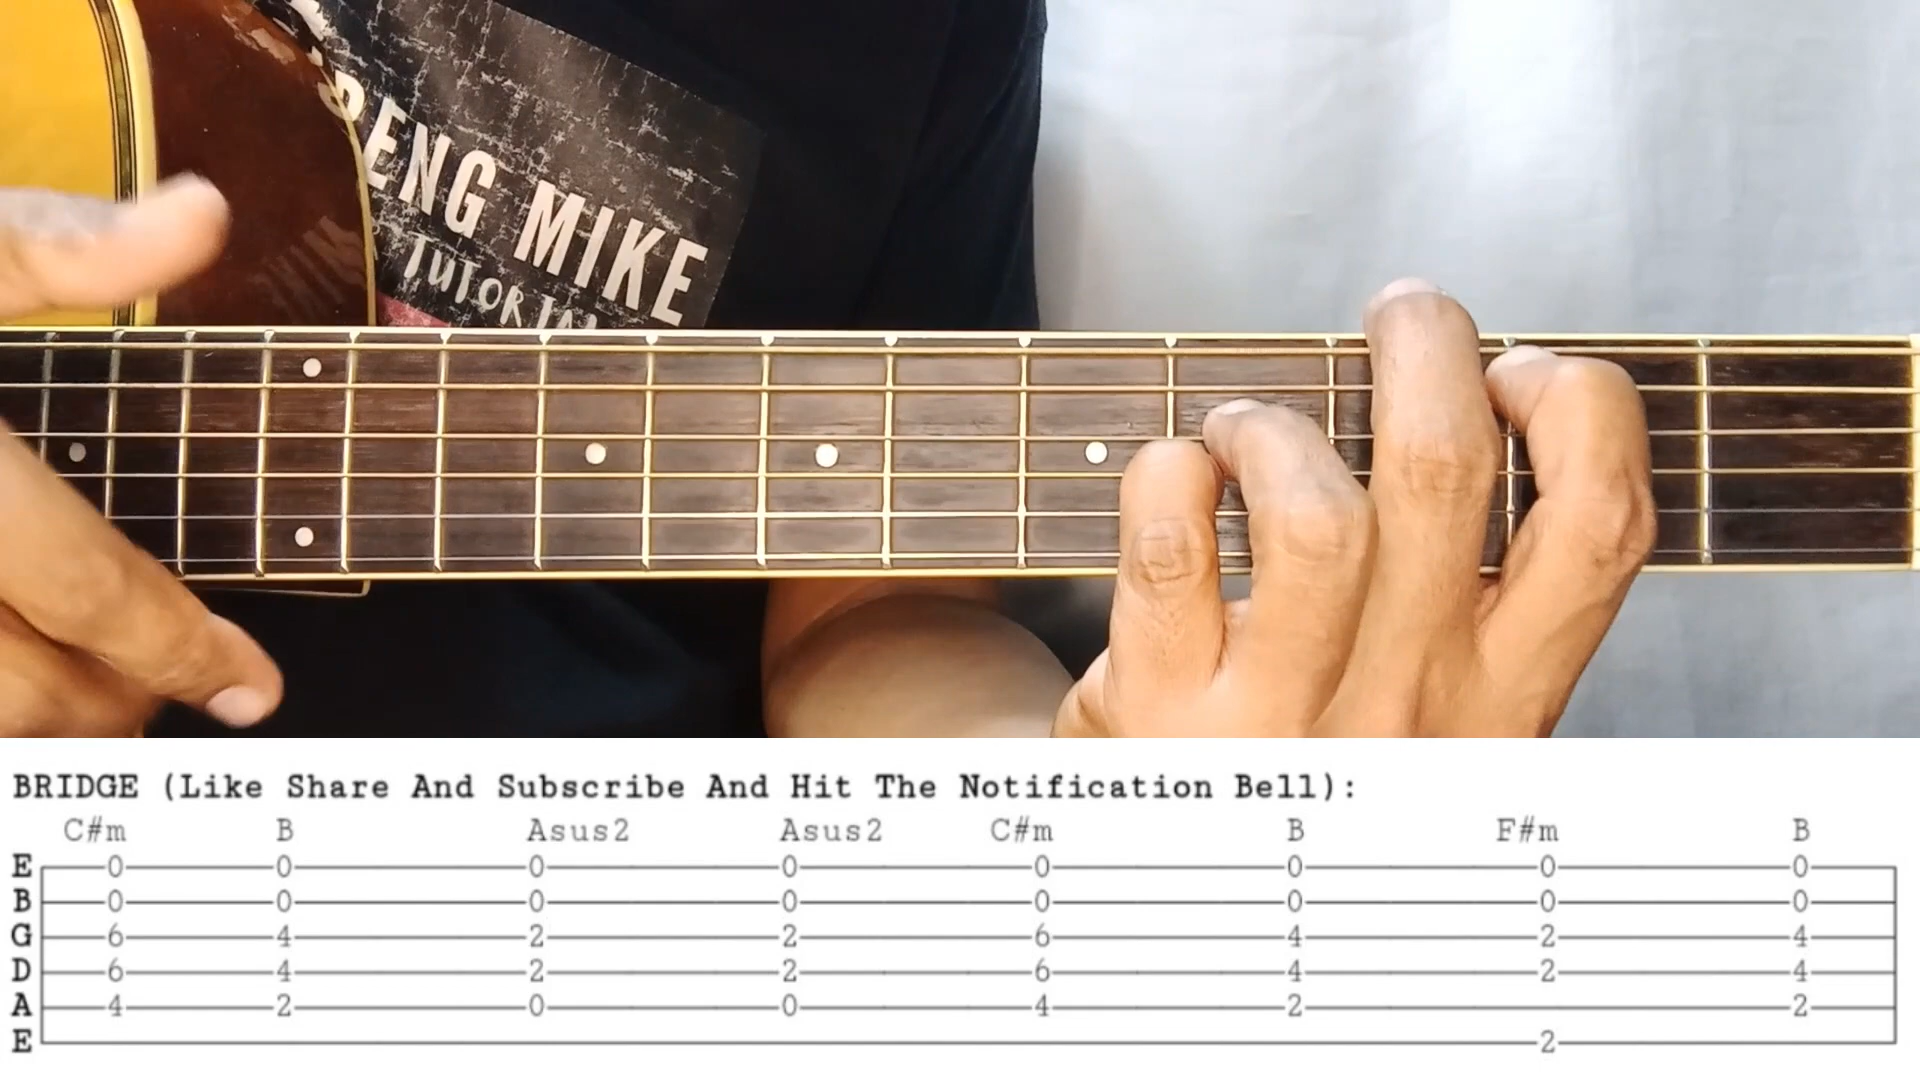 PENG MIKE
BRIDGE (Like Share And Subscribe And Hit The Notification Bell):
C#m B Asus2 Asus2 C#m B F#m B
E 0 0 0 0 0 0 0 0
B 0 0 0 0 0 0 0 0
G 6 4 2 2 6 4 2 4
D 6 4 2 2 6 4 2 4
A 4 2 0 0 4 2 2
E 2